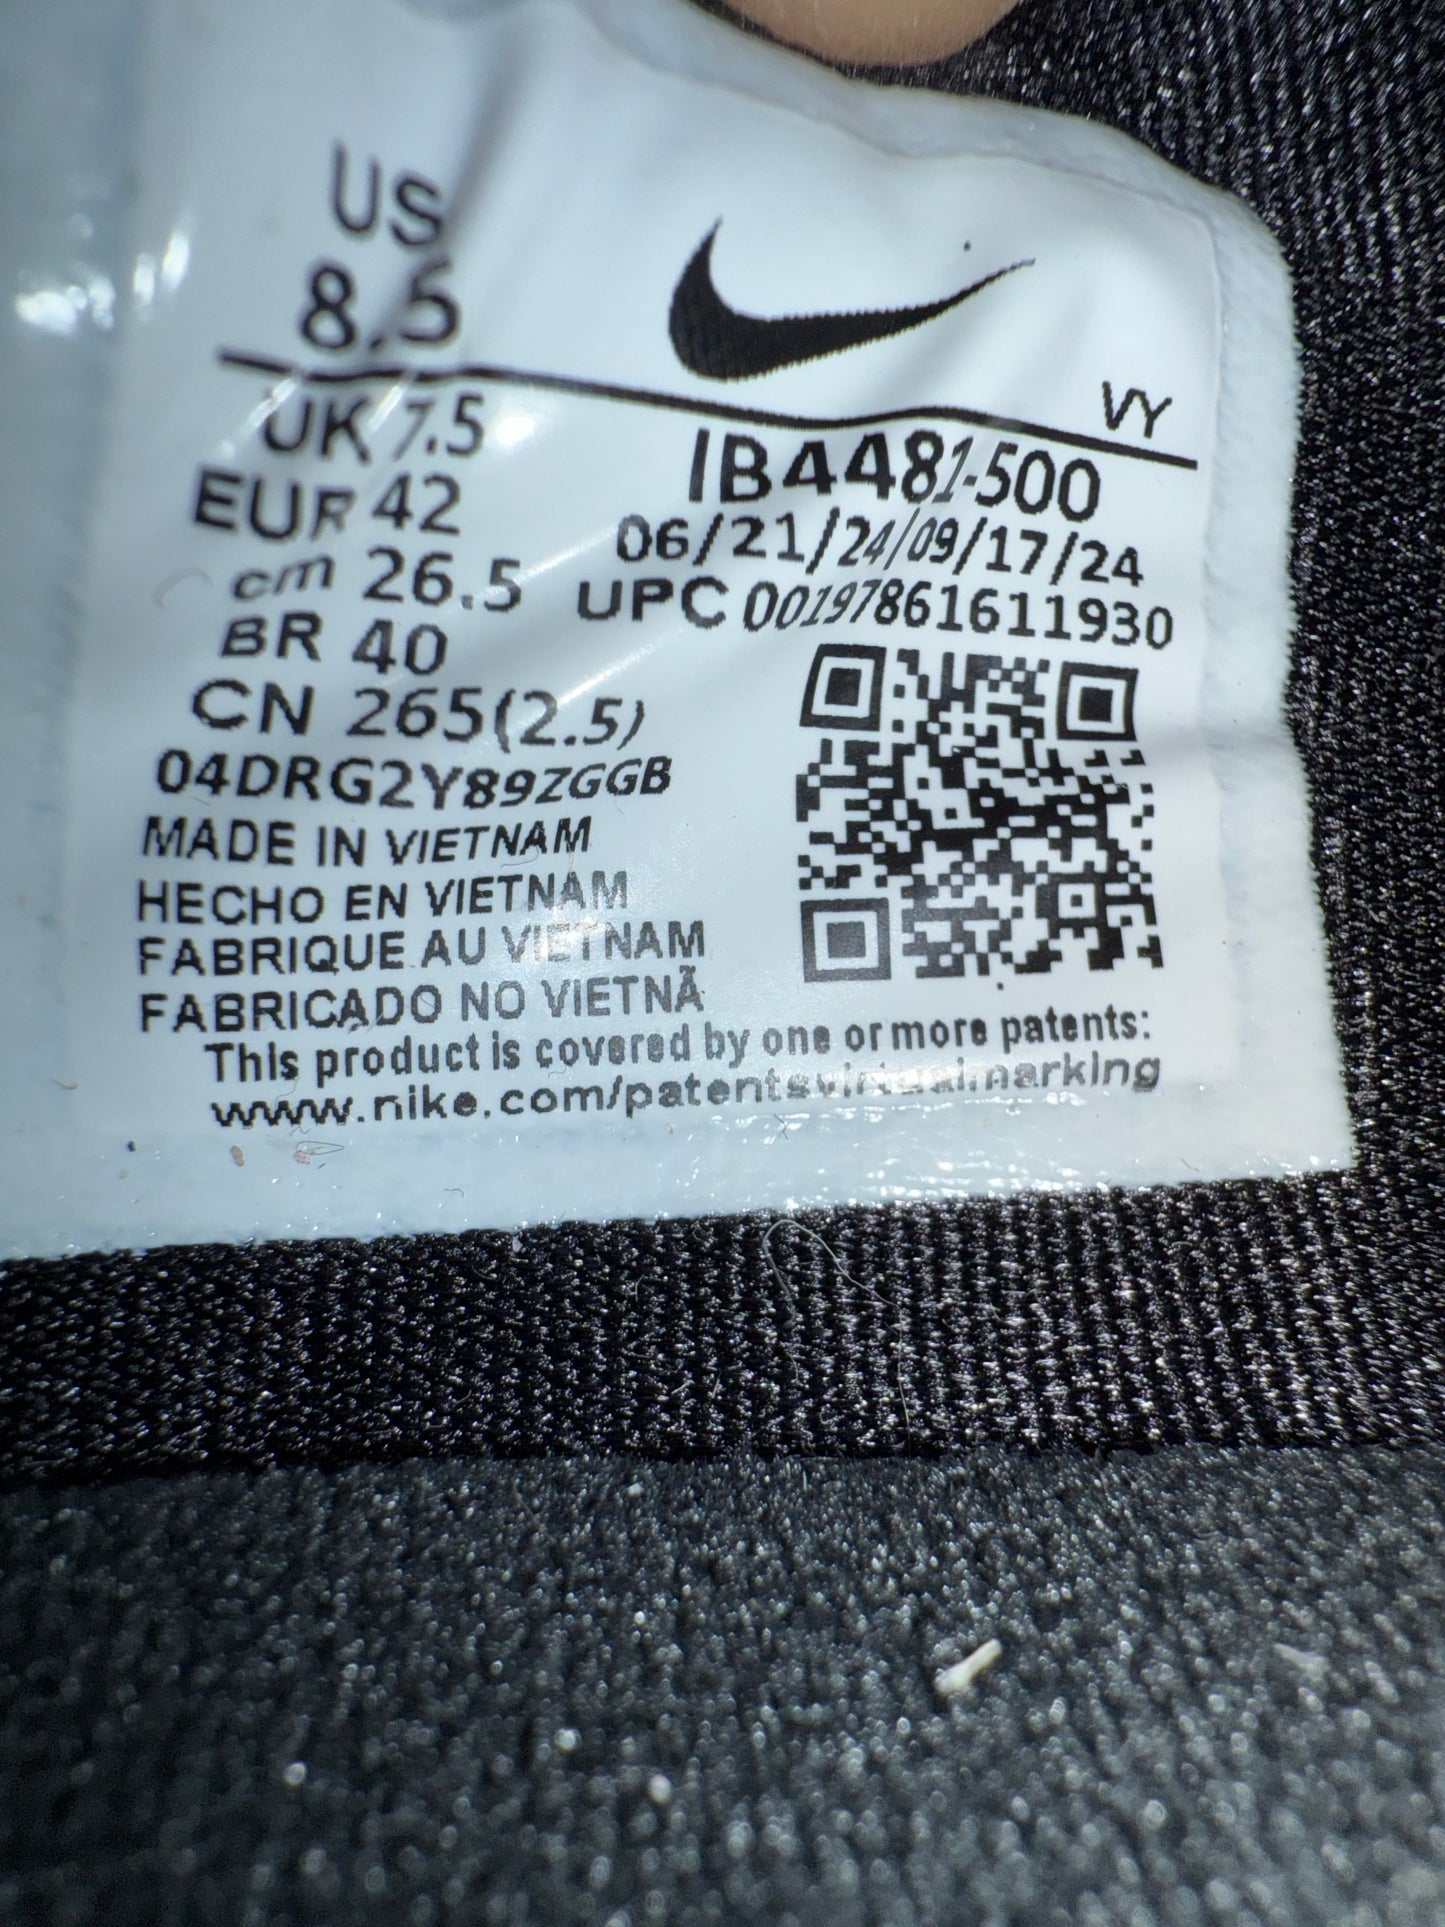 US
8.5
VY
UK 7.5
IB4481-500
EUR 42
06/21/24/09/17/24
cm 26.5
UPC 00197861611930
BR 40
CN 265(2.5)
04DRG2Y89ZGGB
MADE IN VIETNAM
HECHO EN VIETNAM
FABRIQUE AU VIETNAM
FABRICADO NO VIETNÃ
This product is covered by one or more patents:
www.nike.com/patentsvirtualmarking